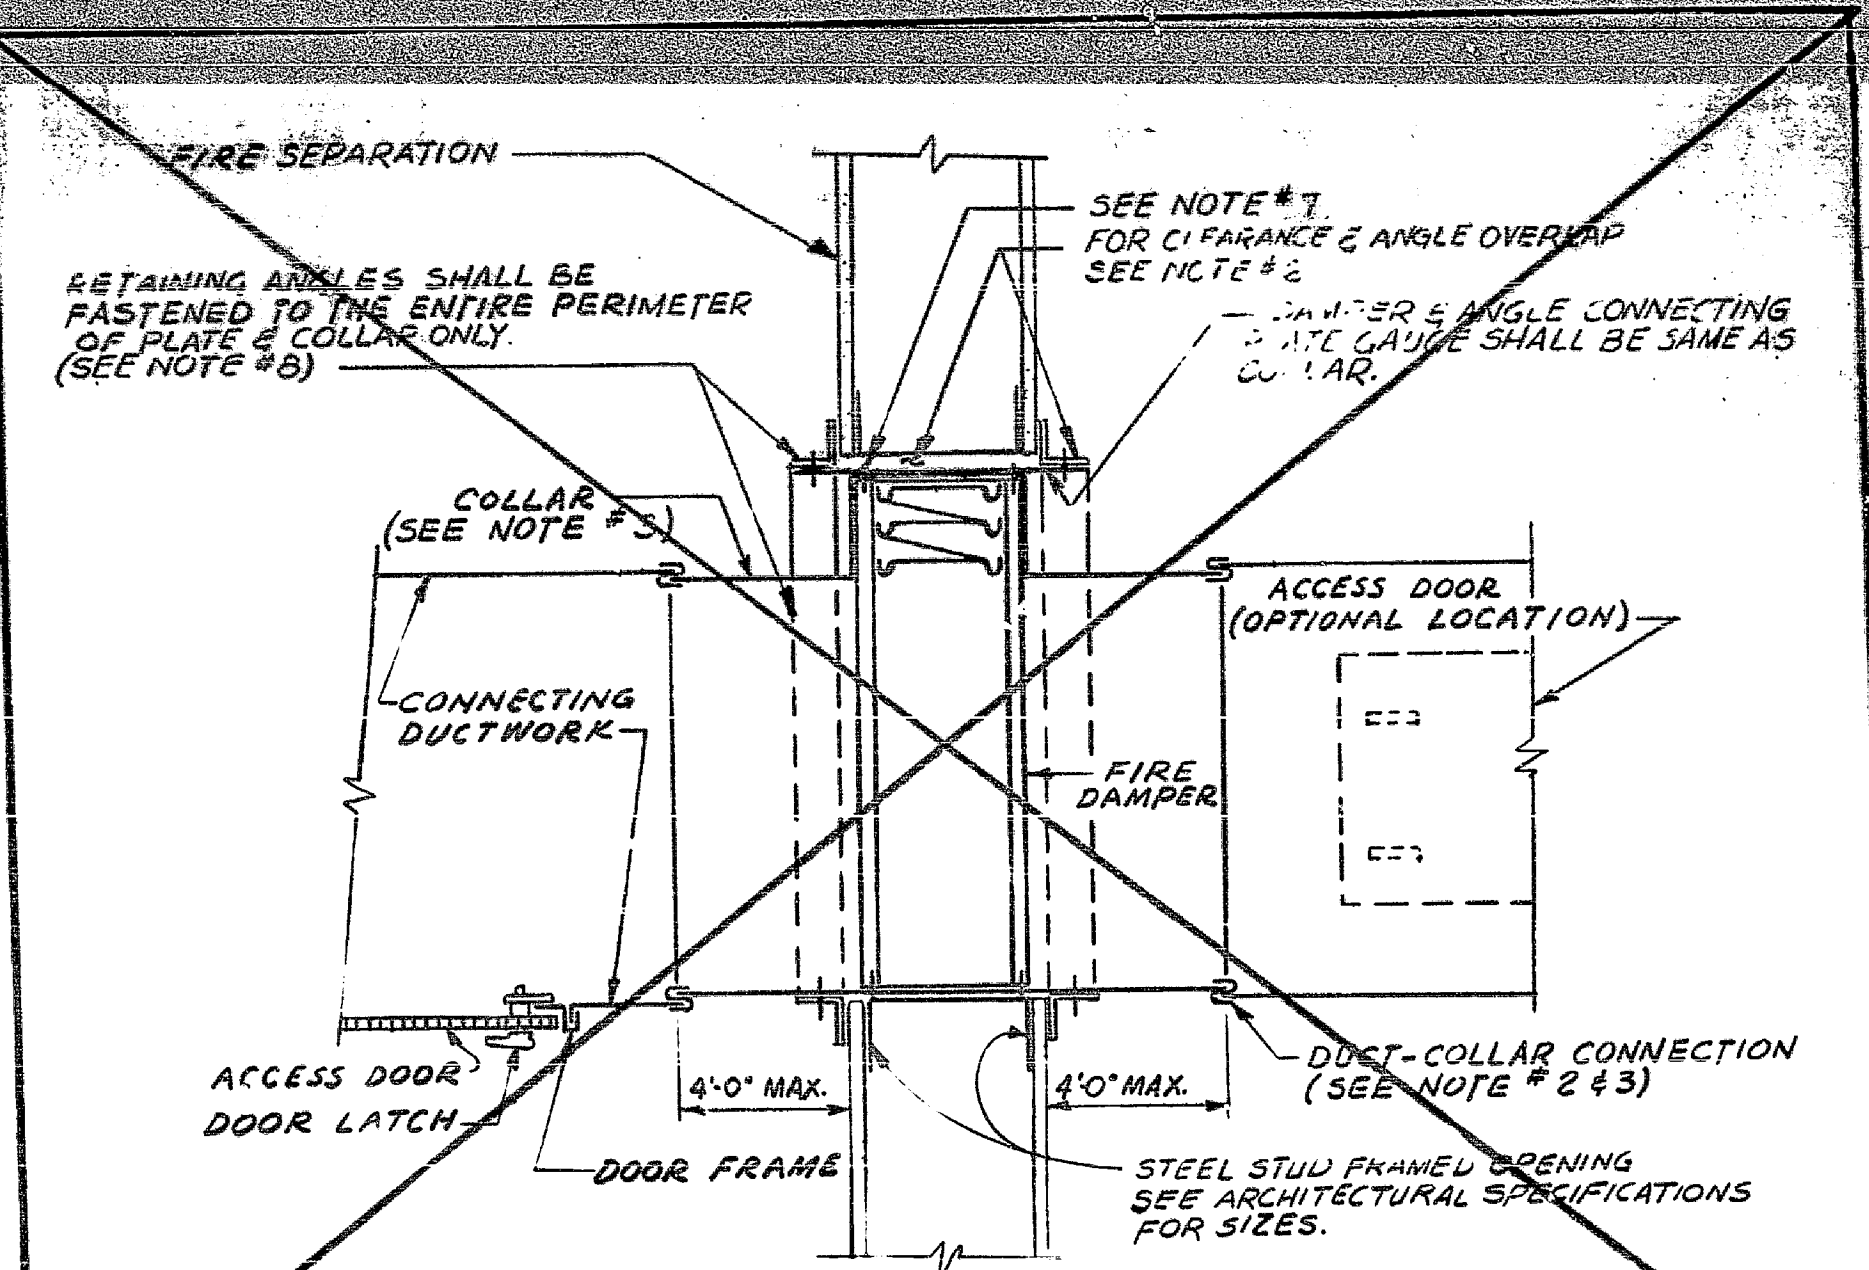 FIRE SEPARATION
SEE NOTE #7
FOR CLEARANCE & ANGLE OVERLAP
SEE NOTE
RETAINING ANGLES SHALL BE
FASTENED TO THE ENTIRE PERIMETER
OF PLATE & COLLAR ONLY.
(SEE NOTE #8)
DAMPER & ANGLE CONNECTING
PLATE GAUGE SHALL BE SAME AS
COLLAR.
COLLAR
(SEE NOTE #5)
ACCESS DOOR
(OPTIONAL LOCATION)
CONNECTING
DUCTWORK
FIRE
DAMPER
ACCESS DOOR
DOOR LATCH
DOOR FRAME
4'-0" MAX.
4'-0" MAX.
DUCT-COLLAR CONNECTION
(SEE NOTE #2 & 3)
STEEL STUD FRAMED OPENING
SEE ARCHITECTURAL SPECIFICATIONS
FOR SIZES.